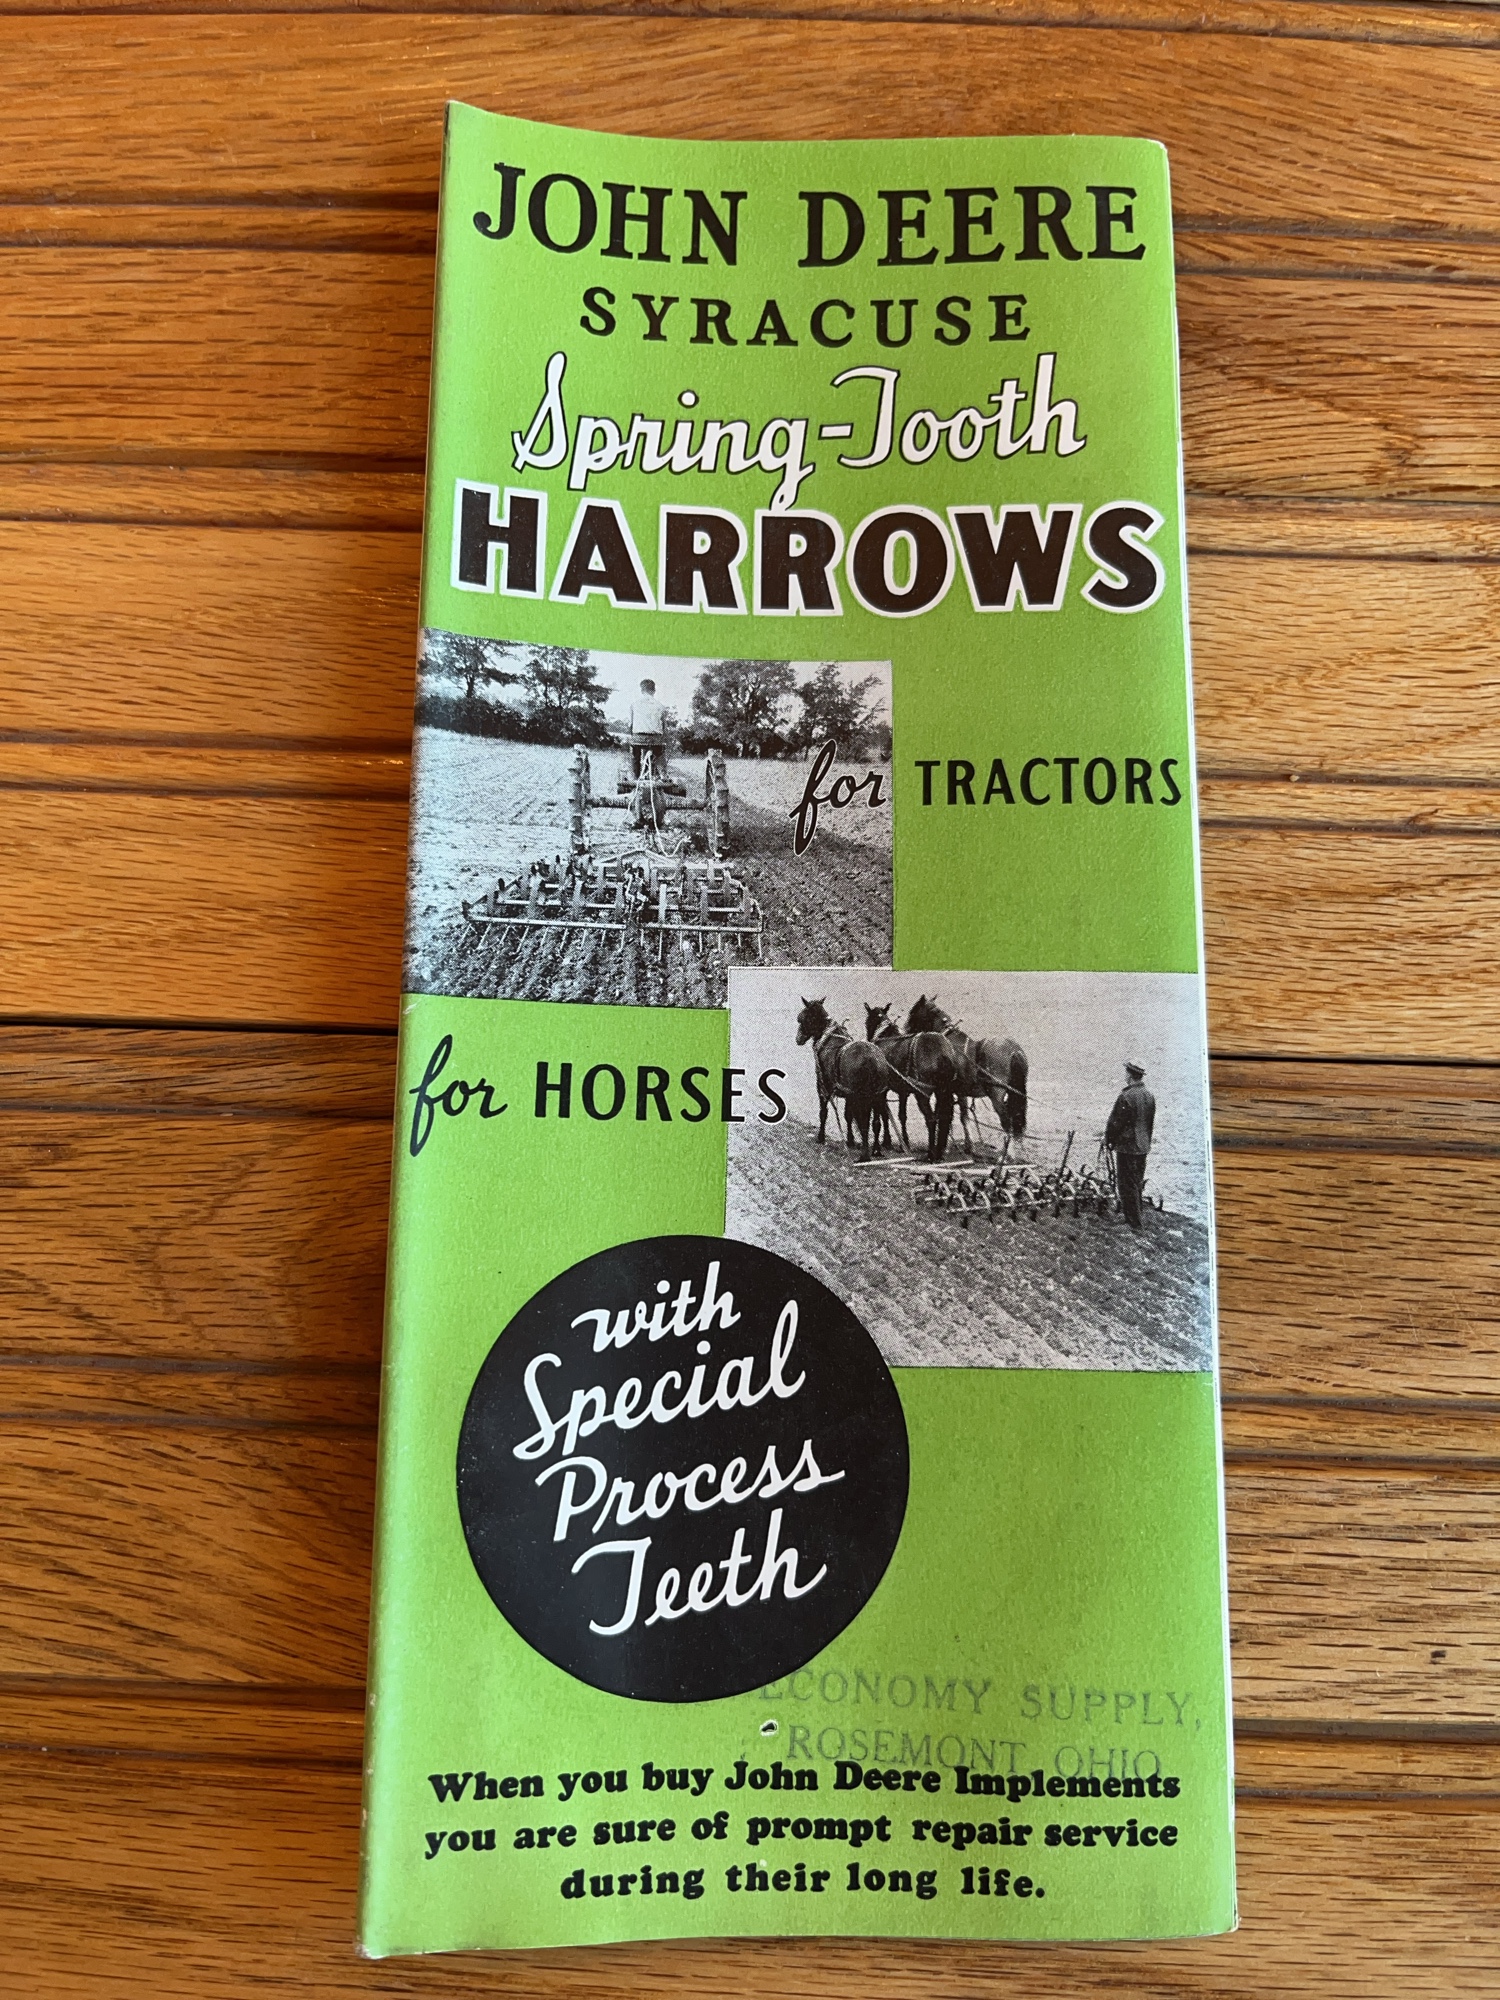 JOHN DEERE
SYRACUSE
Spring-Tooth
HARROWS
for TRACTORS
for HORSES
with
Special
Process
Teeth
ECONOMY SUPPLY,
ROSEMONT, OHIO
When you buy John Deere Implements
you are sure of prompt repair service
during their long life.